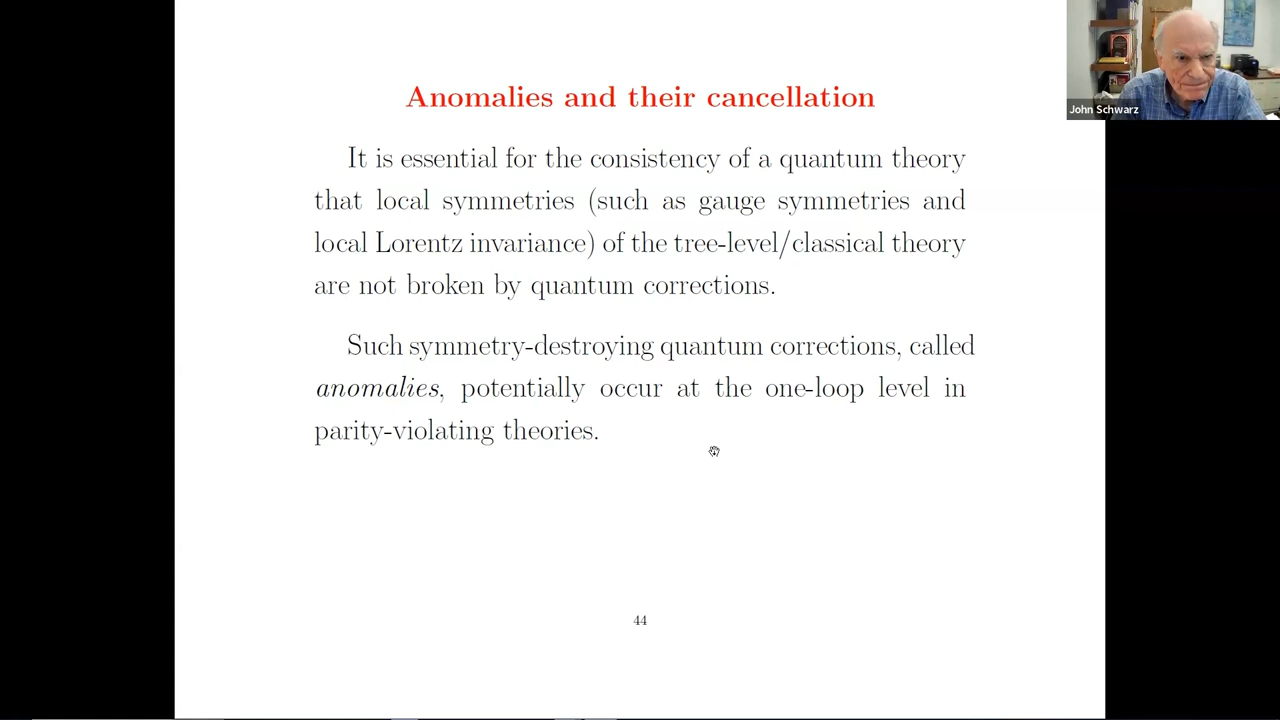 Anomalies and their cancellation
It is essential for the consistency of a quantum theory
that local symmetries (such as gauge symmetries and
local Lorentz invariance) of the tree-level/classical theory
are not broken by quantum corrections.
Such symmetry-destroying quantum corrections, called
anomalies, potentially occur at the one-loop level in
parity-violating theories.
44
John Schwarz